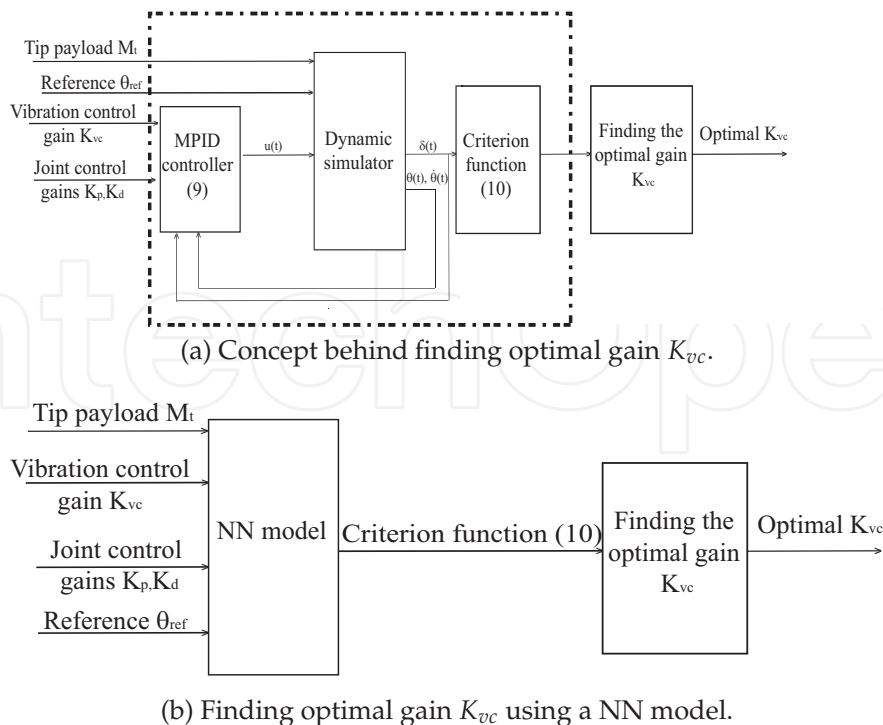 Tip payload Mt
Reference θref
Vibration control
gain Kvc
Joint control
gains Kp,Kd
MPID
controller
(9)
u(t)
Dynamic
simulator
δ(t)
θ(t), θ̇(t)
Criterion
function
(10)
Finding the
optimal gain
Kvc
Optimal Kvc
(a) Concept behind finding optimal gain Kvc.
Tip payload Mt
Vibration control
gain Kvc
Joint control
gains Kp,Kd
Reference θref
NN model
Criterion function (10)
Finding the
optimal gain
Kvc
Optimal Kvc
(b) Finding optimal gain Kvc using a NN model.